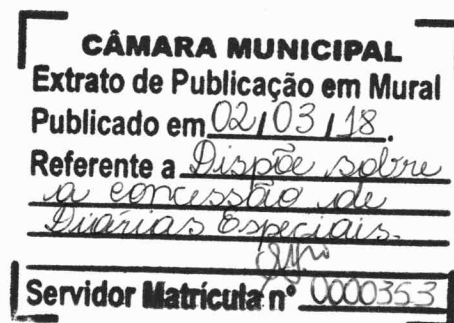 CÂMARA MUNICIPAL
Extrato de Publicação em Mural
Publicado em 02/03/18.
Referente a Dispõe sobre
a concessão de
Diárias Especiais.
Servidor Matrícula nº 0000353